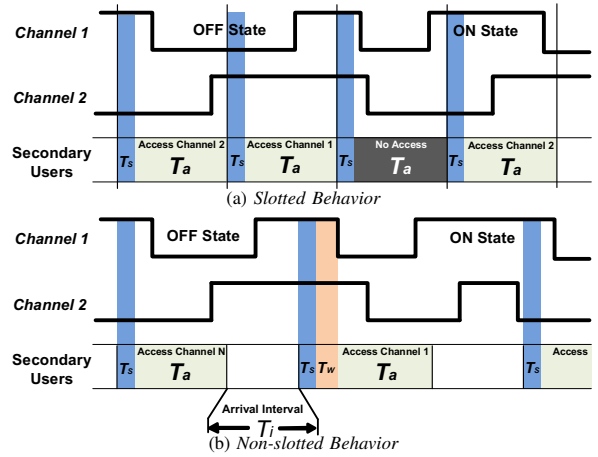 Channel 1
OFF State
ON State
Channel 2
Secondary Users
Ts
Access Channel 2
Ta
Ts
Access Channel 1
Ta
Ts
No Access
Ta
Ts
Access Channel 2
Ta
(a) Slotted Behavior
Channel 1
OFF State
ON State
Channel 2
Secondary Users
Ts
Access Channel N
Ta
Ts
Tw
Access Channel 1
Ta
Ts
Access
Arrival Interval
Ti
(b) Non-slotted Behavior